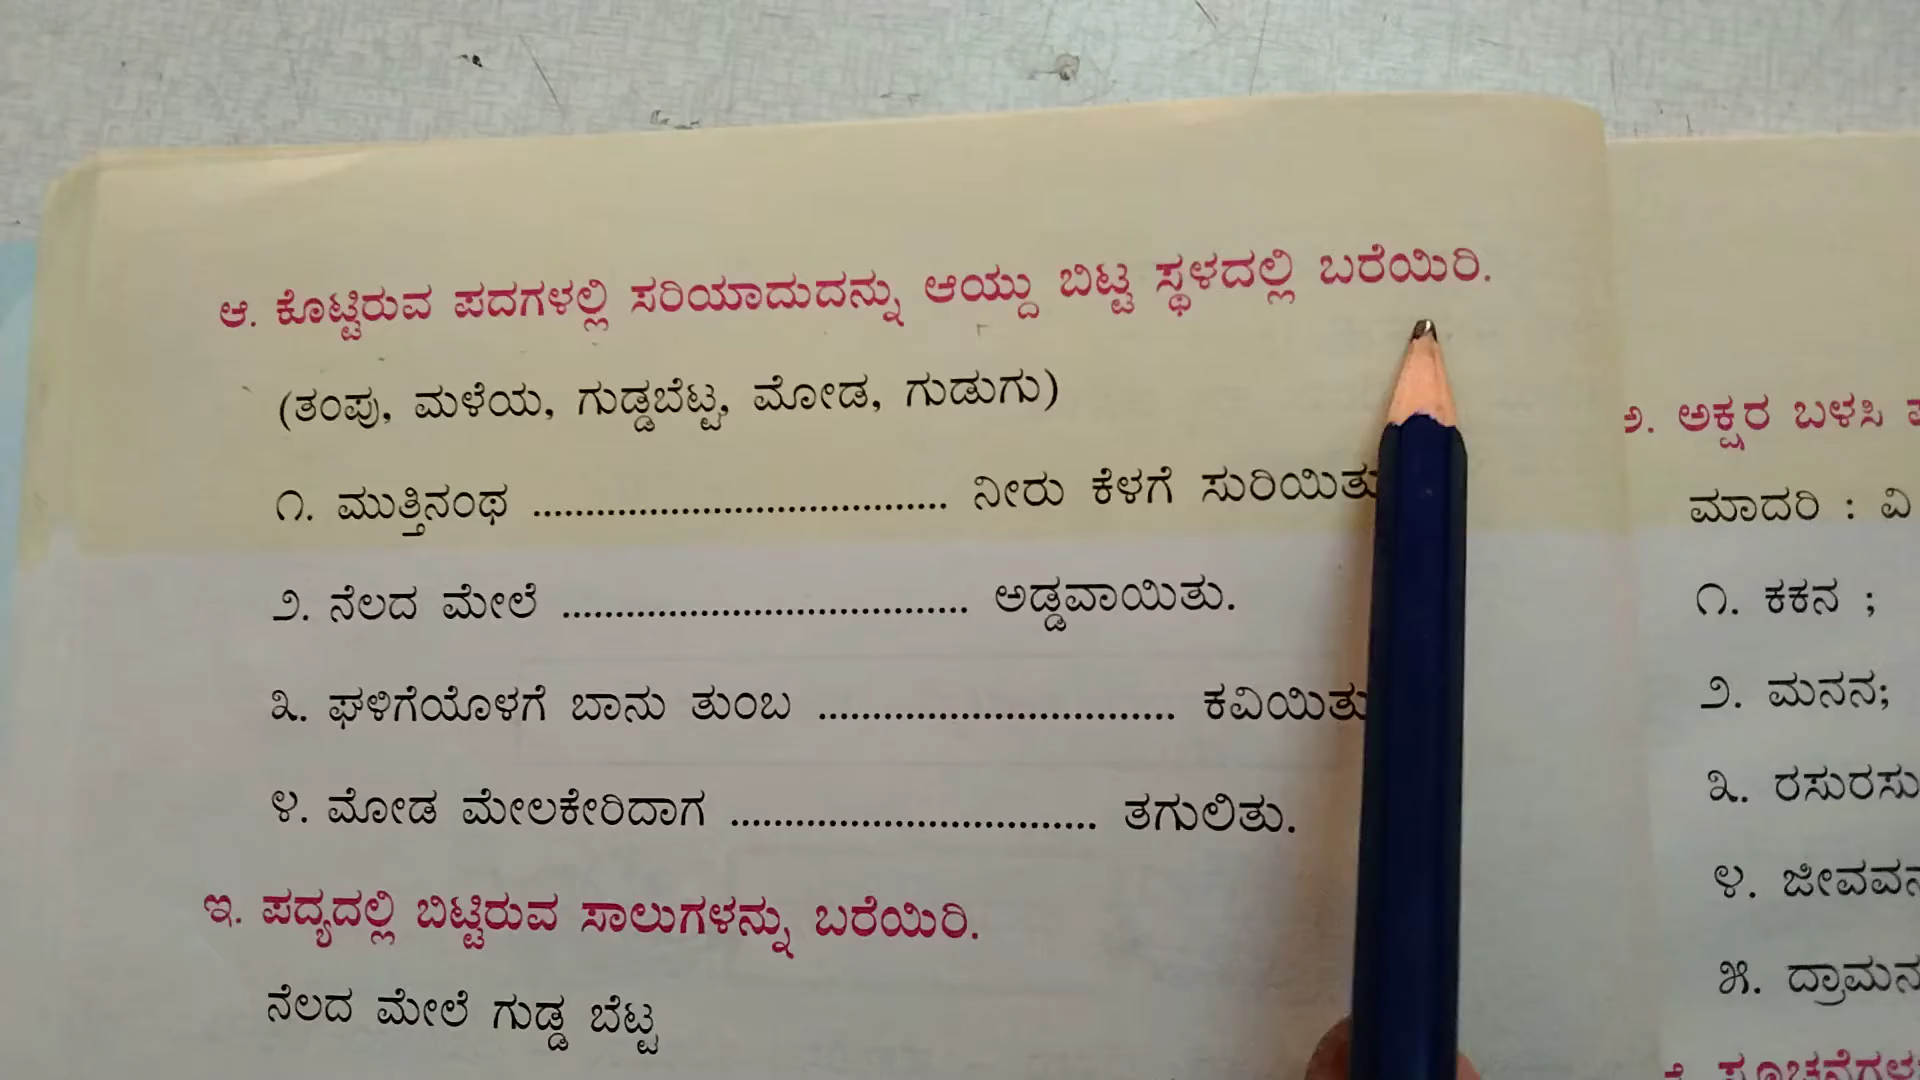 ಆ. ಕೊಟ್ಟಿರುವ ಪದಗಳಲ್ಲಿ ಸರಿಯಾದುದನ್ನು ಆಯ್ದು ಬಿಟ್ಟ ಸ್ಥಳದಲ್ಲಿ ಬರೆಯಿರಿ.
(ತಂಪು, ಮಳೆಯ, ಗುಡ್ಡಬೆಟ್ಟ, ಮೋಡ, ಗುಡುಗು)
೧. ಮುತ್ತಿನಂಥ ..................................... ನೀರು ಕೆಳಗೆ ಸುರಿಯಿತು
೨. ನೆಲದ ಮೇಲೆ ..................................... ಅಡ್ಡವಾಯಿತು.
೩. ಘಳಿಗೆಯೊಳಗೆ ಬಾನು ತುಂಬ ................................. ಕವಿಯಿತು
೪. ಮೋಡ ಮೇಲಕೇರಿದಾಗ ................................. ತಗುಲಿತು.
ಇ. ಪದ್ಯದಲ್ಲಿ ಬಿಟ್ಟಿರುವ ಸಾಲುಗಳನ್ನು ಬರೆಯಿರಿ.
ನೆಲದ ಮೇಲೆ ಗುಡ್ಡ ಬೆಟ್ಟ
೨. ಅಕ್ಷರ ಬಳಸಿ
ಮಾದರಿ : ವಿ
೧. ಕಕನ ;
೨. ಮನನ;
೩. ರಸುರಸು
೪.
೫.